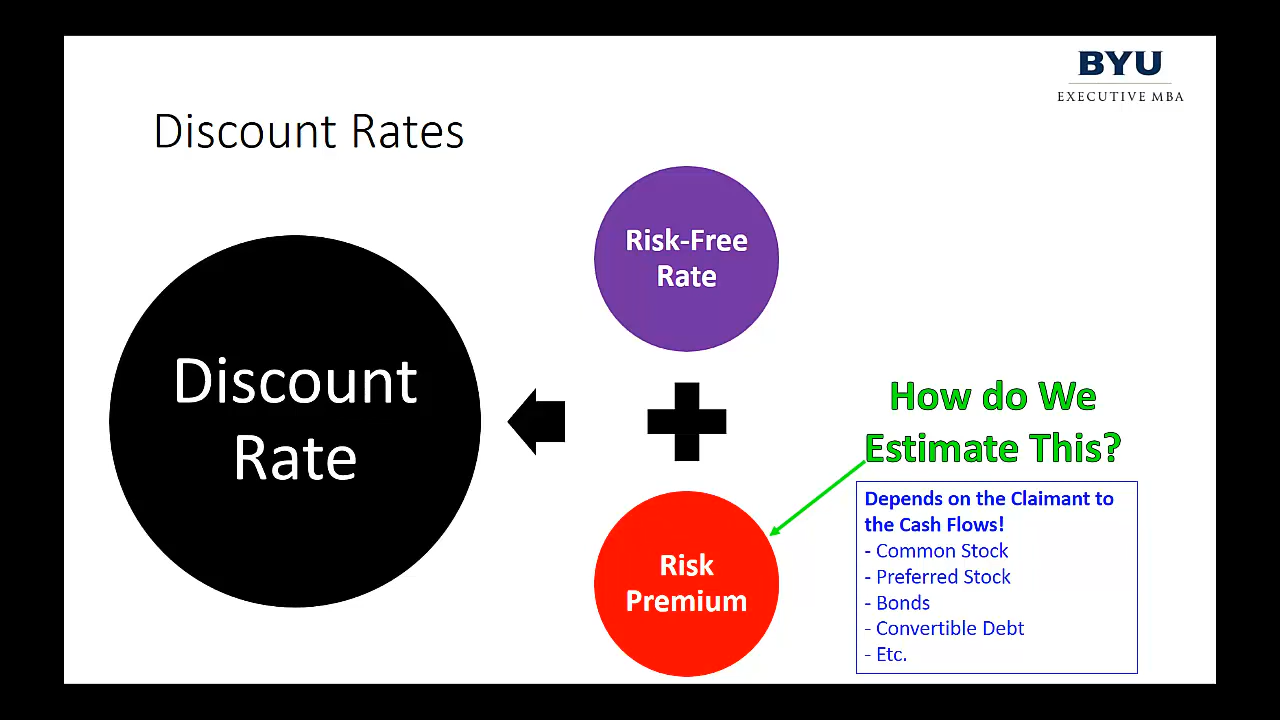 BYU
EXECUTIVE MBA
Discount Rates
Discount
Rate
Risk-Free
Rate
Risk
Premium
How do We
Estimate This?
Depends on the Claimant to
the Cash Flows!
- Common Stock
- Preferred Stock
- Bonds
- Convertible Debt
- Etc.